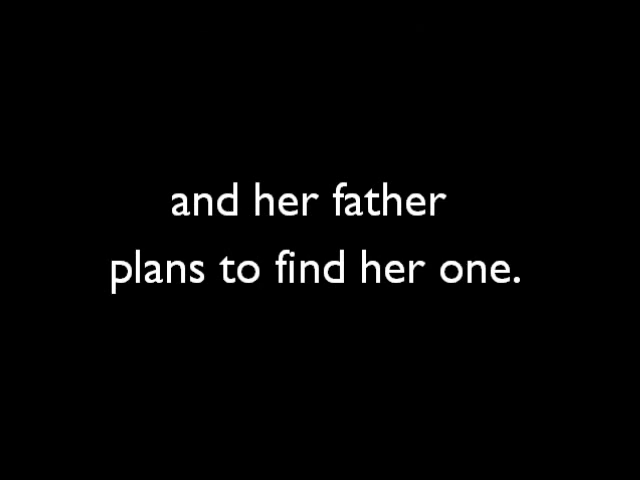 and her father
plans to find her one.